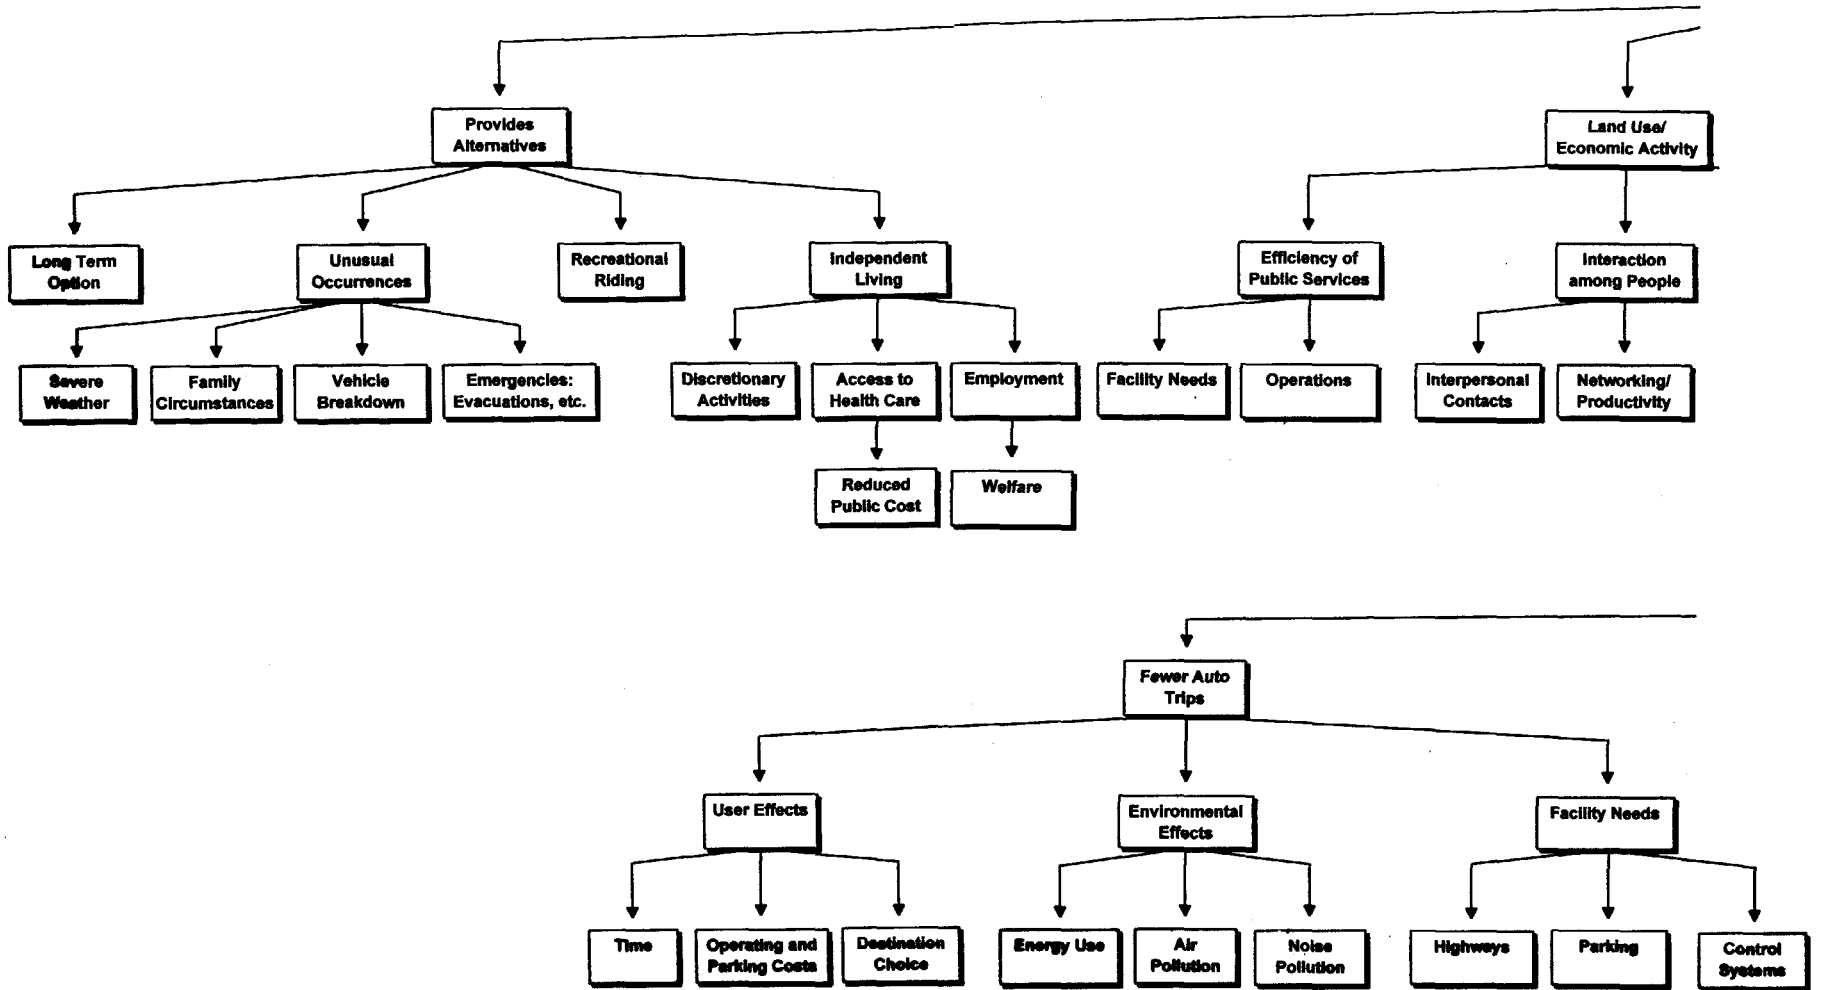 Provides
Alternatives
Land Use/
Economic Activity
Long Term
Option
Unusual
Occurrences
Recreational
Riding
Independent
Living
Efficiency of
Public Services
Interaction
among People
Severe
Weather
Family
Circumstances
Vehicle
Breakdown
Emergencies:
Evacuations, etc.
Discretionary
Activities
Access to
Health Care
Employment
Facility Needs
Operations
Interpersonal
Contacts
Networking/
Productivity
Reduced
Public Cost
Welfare
Fewer Auto
Trips
User Effects
Environmental
Effects
Facility Needs
Time
Operating and
Parking Costs
Destination
Choice
Energy Use
Air
Pollution
Noise
Pollution
Highways
Parking
Control
Systems